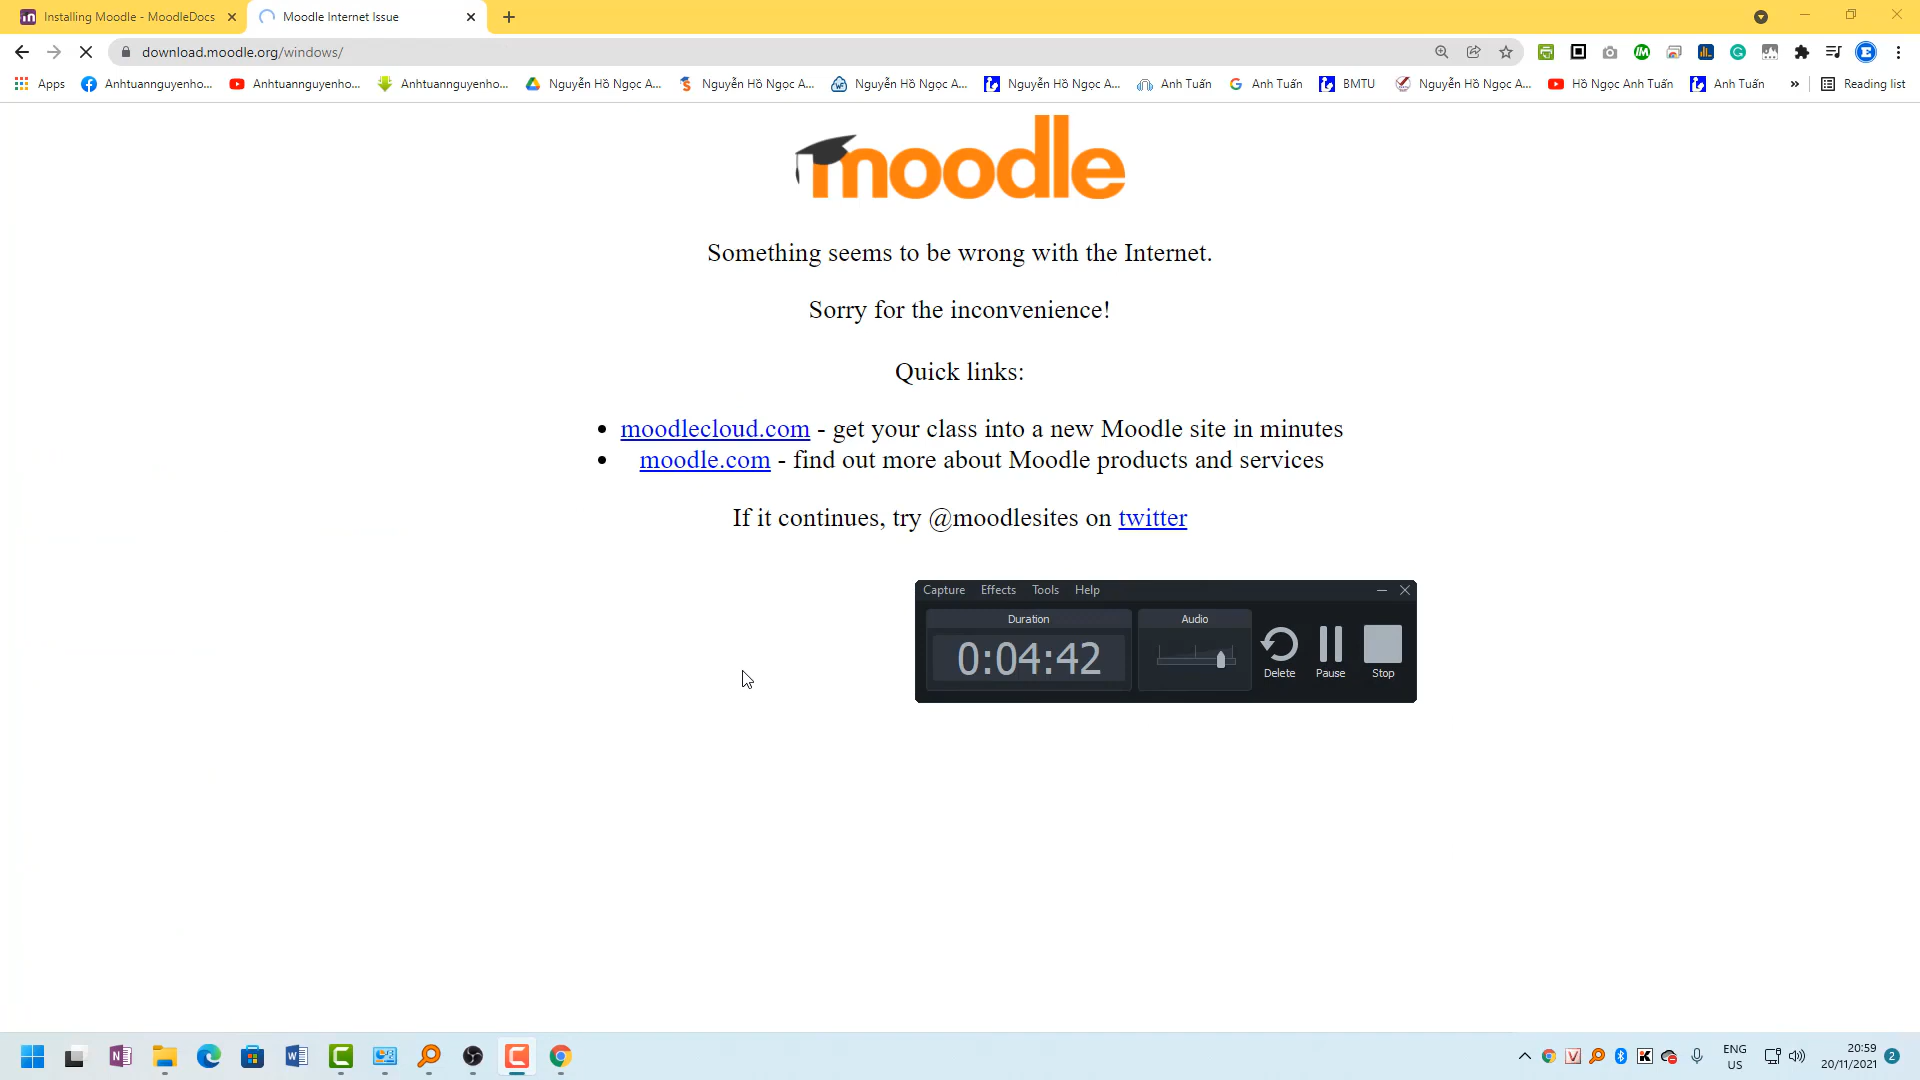 Installing Moodle - MoodleDocs
Moodle Internet Issue
download.moodle.org/windows/
Apps
Anhtuannguyenho...
Anhtuannguyenho...
Anhtuannguyenho...
Nguyễn Hồ Ngọc A...
Nguyễn Hồ Ngọc A...
Nguyễn Hồ Ngọc A...
Nguyễn Hồ Ngọc A...
Anh Tuấn
Anh Tuấn
BMTU
Nguyễn Hồ Ngọc A...
Hồ Ngọc Anh Tuấn
Anh Tuấn
Reading list
moodle
Something seems to be wrong with the Internet.
Sorry for the inconvenience!
Quick links:
• moodlecloud.com - get your class into a new Moodle site in minutes
• moodle.com - find out more about Moodle products and services
If it continues, try @moodlesites on twitter
Capture Effects Tools Help
Duration
Audio
0:04:42
Delete
Pause
Stop
ENG
US
20:59
20/11/2021
2